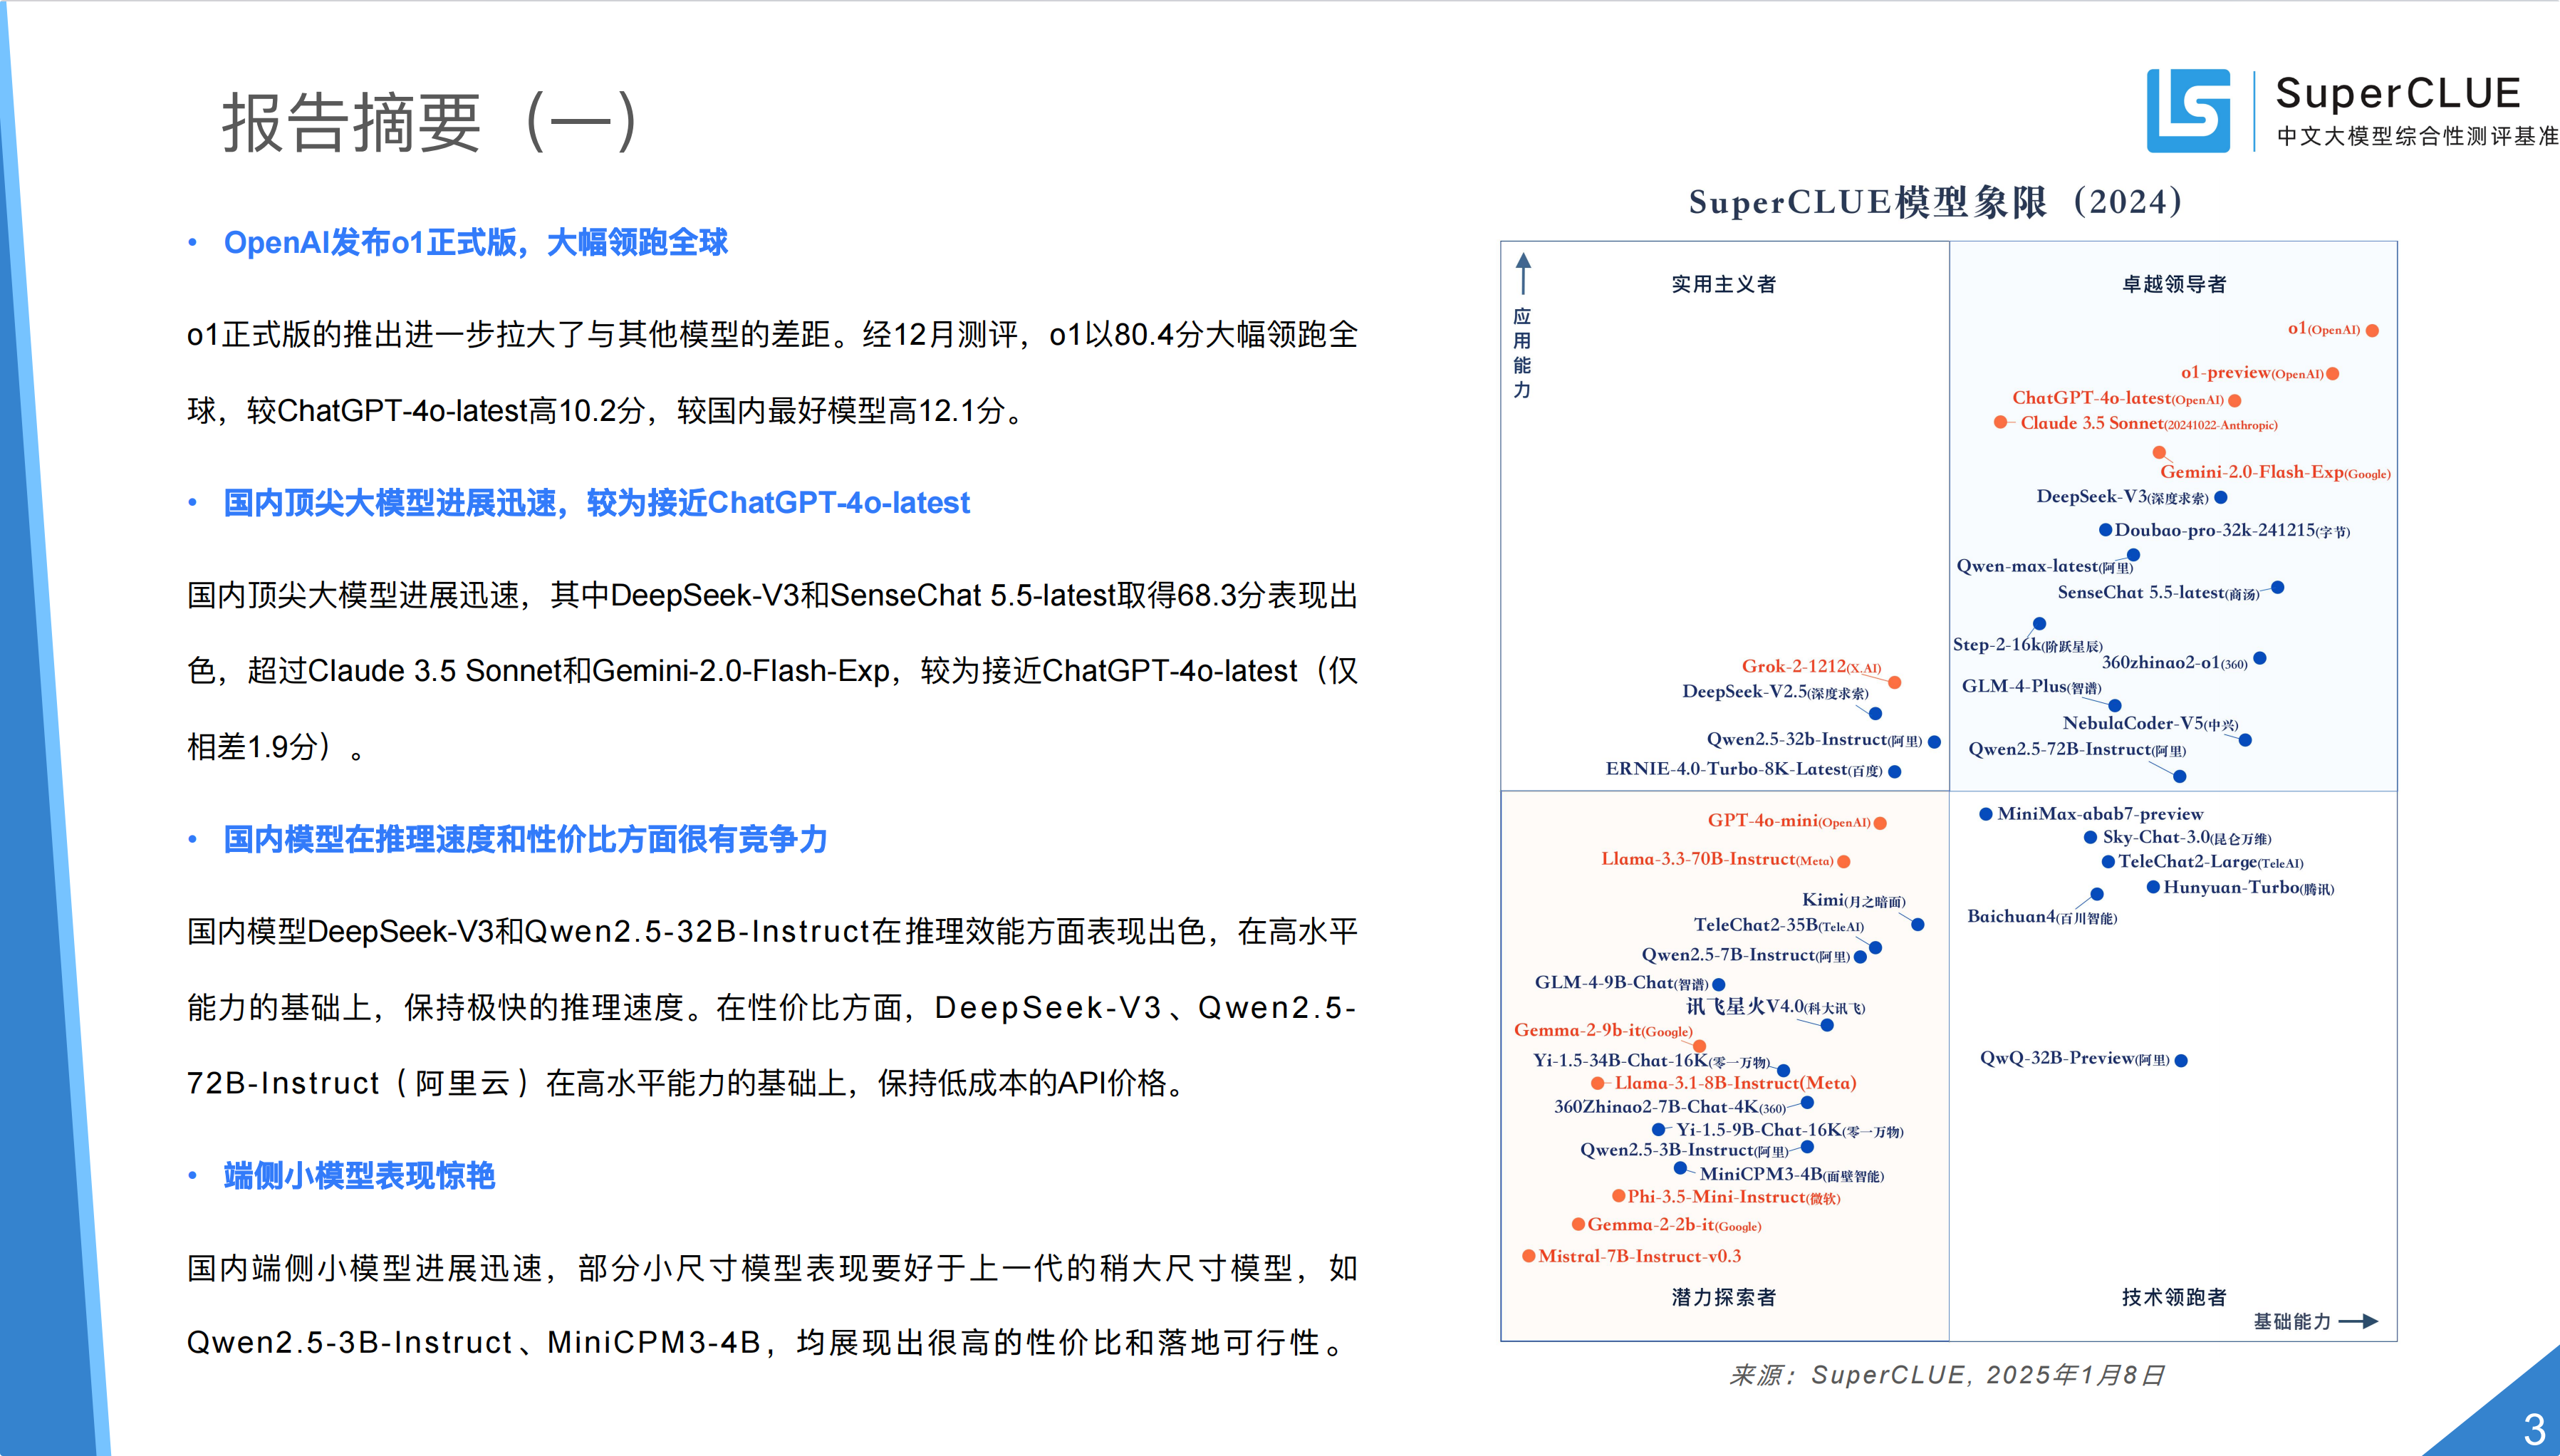 报告摘要（一）
SuperCLUE
中文大模型综合性测评基准
• OpenAI发布o1正式版，大幅领跑全球
o1正式版的推出进一步拉大了与其他模型的差距。经12月测评，o1以80.4分大幅领跑全
球，较ChatGPT-4o-latest高10.2分，较国内最好模型高12.1分。
• 国内顶尖大模型进展迅速，较为接近ChatGPT-4o-latest
国内顶尖大模型进展迅速，其中DeepSeek-V3和SenseChat 5.5-latest取得68.3分表现出
色，超过Claude 3.5 Sonnet和Gemini-2.0-Flash-Exp，较为接近ChatGPT-4o-latest（仅
相差1.9分）。
• 国内模型在推理速度和性价比方面很有竞争力
国内模型DeepSeek-V3和Qwen2.5-32B-Instruct在推理效能方面表现出色，在高水平
能力的基础上，保持极快的推理速度。在性价比方面，DeepSeek-V3、Qwen2.5-
72B-Instruct（阿里云）在高水平能力的基础上，保持低成本的API价格。
• 端侧小模型表现惊艳
国内端侧小模型进展迅速，部分小尺寸模型表现要好于上一代的稍大尺寸模型，如
Qwen2.5-3B-Instruct、MiniCPM3-4B，均展现出很高的性价比和落地可行性。
SuperCLUE模型象限（2024）
应用能力
实用主义者
Grok-2-1212(X.AI)
DeepSeek-V2.5(深度求索)
Qwen2.5-32b-Instruct(阿里)
ERNIE-4.0-Turbo-8K-Latest(百度)
卓越领导者
o1(OpenAI)
o1-preview(OpenAI)
ChatGPT-4o-latest(OpenAI)
Claude 3.5 Sonnet(20241022-Anthropic)
Gemini-2.0-Flash-Exp(Google)
DeepSeek-V3(深度求索)
Doubao-pro-32k-241215(字节)
Qwen-max-latest(阿里)
SenseChat 5.5-latest(商汤)
Step-2-16k(阶跃星辰)
360zhinao2-o1(360)
GLM-4-Plus(智谱)
NebulaCoder-V5(中兴)
Qwen2.5-72B-Instruct(阿里)
GPT-4o-mini(OpenAI)
Llama-3.3-70B-Instruct(Meta)
Kimi(月之暗面)
TeleChat2-35B(TeleAI)
Qwen2.5-7B-Instruct(阿里)
GLM-4-9B-Chat(智谱)
讯飞星火V4.0(科大讯飞)
Gemma-2-9b-it(Google)
Yi-1.5-34B-Chat-16K(零一万物)
Llama-3.1-8B-Instruct(Meta)
360Zhinao2-7B-Chat-4K(360)
Yi-1.5-9B-Chat-16K(零一万物)
Qwen2.5-3B-Instruct(阿里)
MiniCPM3-4B(面壁智能)
Phi-3.5-Mini-Instruct(微软)
Gemma-2-2b-it(Google)
Mistral-7B-Instruct-v0.3
潜力探索者
MiniMax-abab7-preview
Sky-Chat-3.0(昆仑万维)
TeleChat2-Large(TeleAI)
Hunyuan-Turbo(腾讯)
Baichuan4(百川智能)
QwQ-32B-Preview(阿里)
技术领跑者
基础能力
来源：SuperCLUE, 2025年1月8日
3